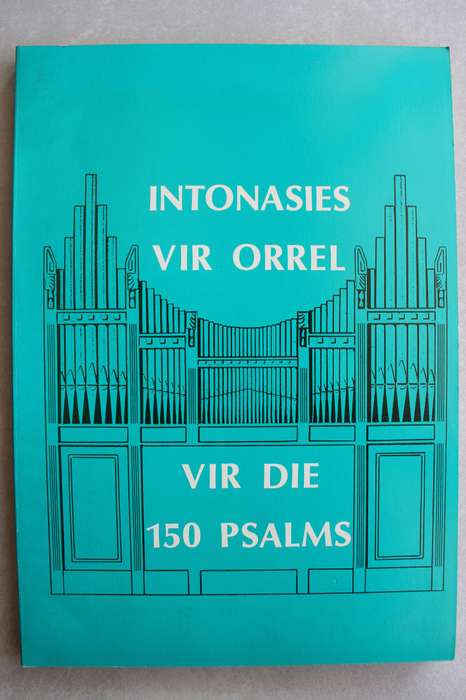 INTONASIES
VIR ORREL
VIR DIE
150 PSALMS